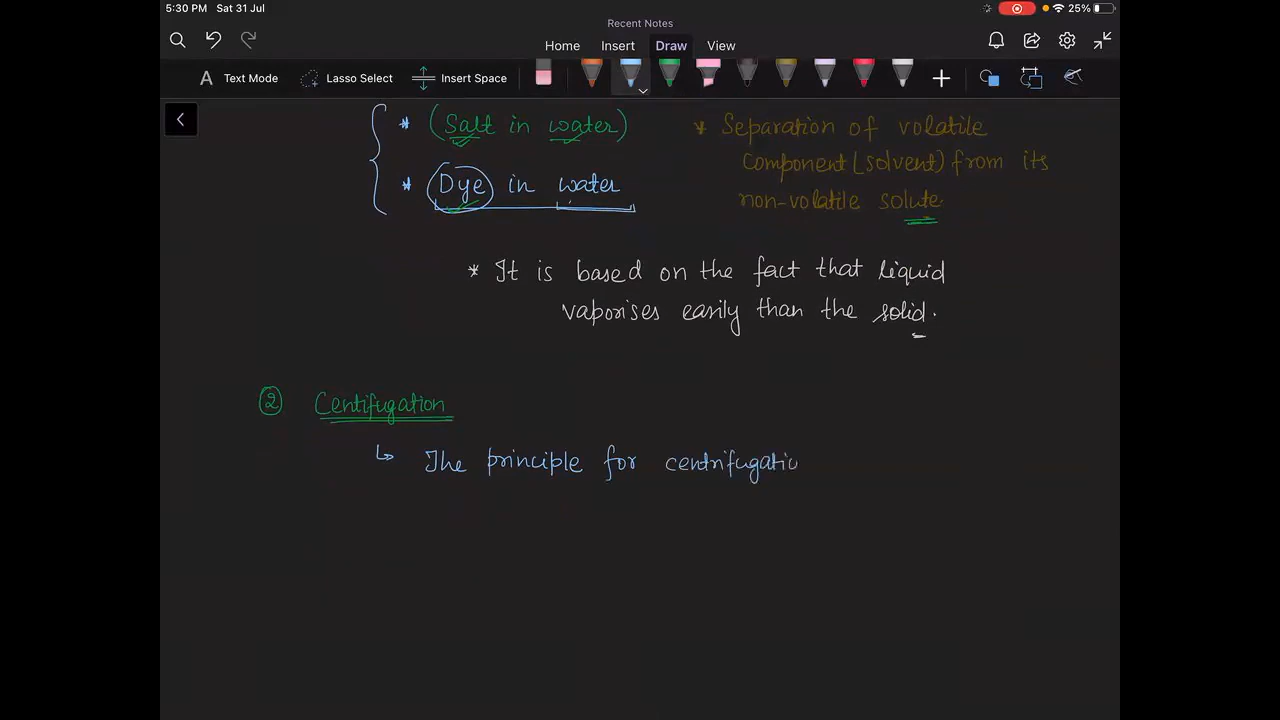 5:30 PM Sat 31 Jul
25%
Recent Notes
Home Insert Draw View
A Text Mode Lasso Select Insert Space
* (Salt in water)
* Dye in water
* Separation of volatile
component (solvent) from its
non-volatile solute.
* It is based on the fact that liquid
vaporises easily than the solid.
② Centifugation
↳ The principle for centrifugatio